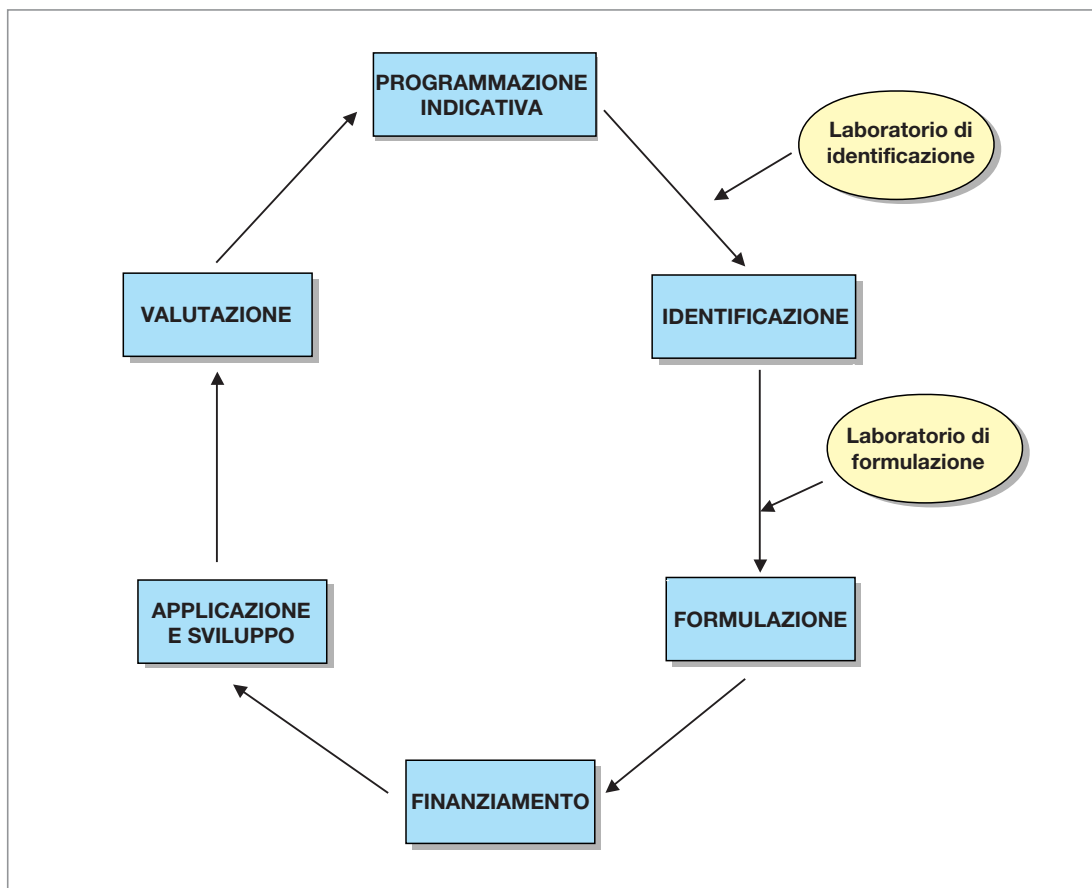 PROGRAMMAZIONE
INDICATIVA
Laboratorio di
identificazione
VALUTAZIONE
IDENTIFICAZIONE
Laboratorio di
formulazione
APPLICAZIONE
E SVILUPPO
FORMULAZIONE
FINANZIAMENTO